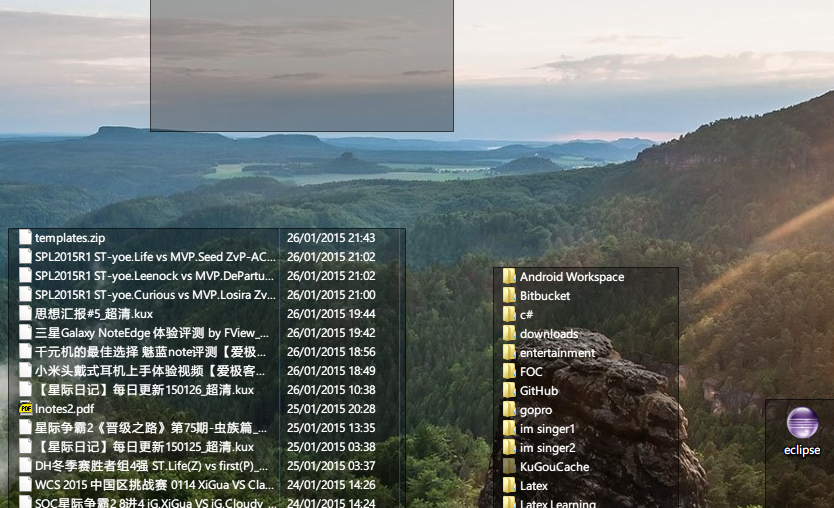 templates.zip 26/01/2015 21:43
SPL2015R1 ST-yoe.Life vs MVP.Seed ZvP-AC... 26/01/2015 21:02
SPL2015R1 ST-yoe.Leenock vs MVP.DePartu... 26/01/2015 21:02
SPL2015R1 ST-yoe.Curious vs MVP.Losira Zv... 26/01/2015 21:00
思想汇报#5_超清.kux 26/01/2015 19:44
三星Galaxy NoteEdge 体验评测 by FView_... 26/01/2015 19:42
千元机的最佳选择 魅蓝note评测【爱极... 26/01/2015 18:56
小米头戴式耳机上手体验视频【爱极客... 26/01/2015 18:49
【星际日记】每日更新150126_超清.kux 26/01/2015 10:38
lnotes2.pdf 25/01/2015 20:28
星际争霸2《晋级之路》第75期-虫族篇_... 25/01/2015 13:35
【星际日记】每日更新150125_超清.kux 25/01/2015 03:38
DH冬季赛胜者组4强 ST.Life(Z) vs first(P)_... 25/01/2015 03:37
WCS 2015 中国区挑战赛 0114 XiGua VS Cla... 24/01/2015 14:26
SOC星际争霸2 8进4 iG.XiGua VS iG.Cloudy_... 24/01/2015 14:24
Android Workspace
Bitbucket
c#
downloads
entertainment
FOC
GitHub
gopro
im singer1
im singer2
KuGouCache
Latex
Latex Learning
eclipse